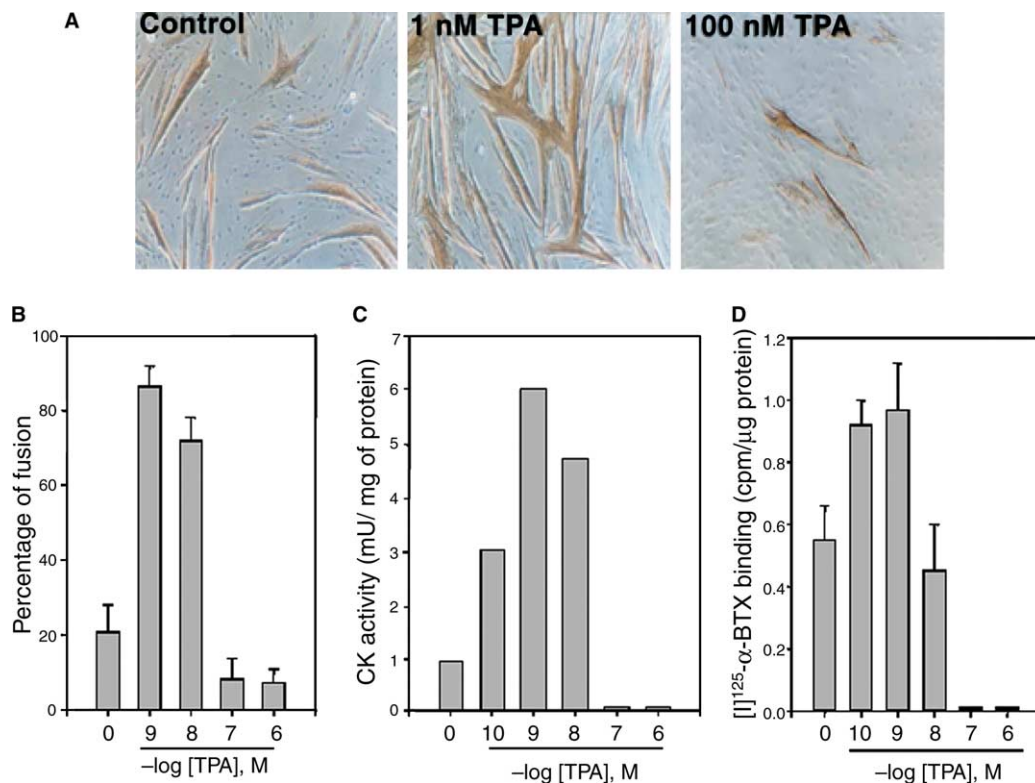 A
Control
1 nM TPA
100 nM TPA
B
100
80
60
40
20
0
Percentage of fusion
0 9 8 7 6
–log [TPA], M
C
7
6
5
4
3
2
1
0
CK activity (mU/ mg of protein)
0 10 9 8 7 6
–log [TPA], M
D
1.2
1.0
0.8
0.6
0.4
0.2
0.0
[I]¹²⁵-α-BTX binding (cpm/μg protein)
0 10 9 8 7 6
–log [TPA], M